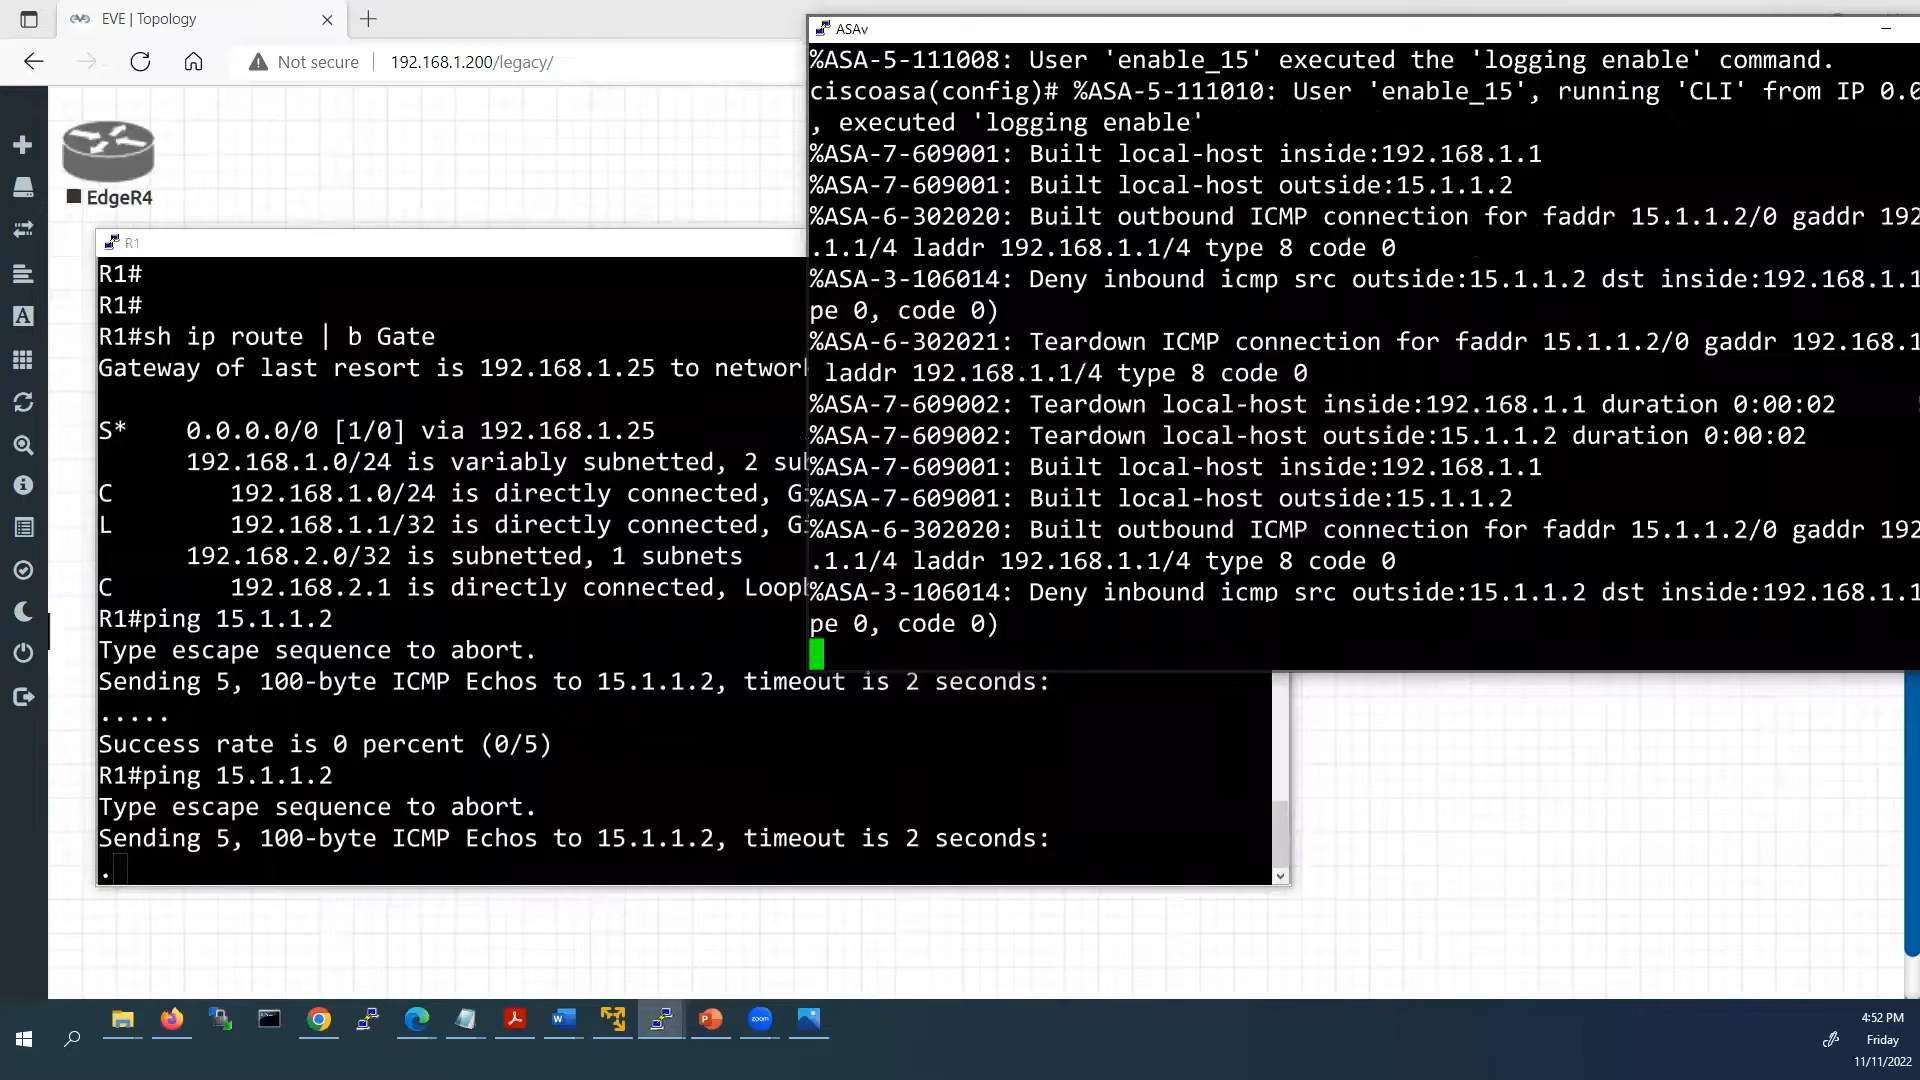 EVE | Topology
Not secure
192.168.1.200/legacy/
EdgeR4
R1
R1#
R1#
R1#sh ip route | b Gate
Gateway of last resort is 192.168.1.25 to network
S* 0.0.0.0/0 [1/0] via 192.168.1.25
192.168.1.0/24 is variably subnetted, 2
C 192.168.1.0/24 is directly connected,
L 192.168.1.1/32 is directly connected,
192.168.2.0/32 is subnetted, 1 subnets
C 192.168.2.1 is directly connected,
R1#ping 15.1.1.2
Type escape sequence to abort.
Sending 5, 100-byte ICMP Echos to 15.1.1.2, timeout is 2 seconds:
.....
Success rate is 0 percent (0/5)
R1#ping 15.1.1.2
Type escape sequence to abort.
Sending 5, 100-byte ICMP Echos to 15.1.1.2, timeout is 2 seconds:
.
ASAv
%ASA-5-111008: User 'enable_15' executed the 'logging enable' command.
ciscoasa(config)# %ASA-5-111010: User 'enable_15', running 'CLI' from IP 0.0
, executed 'logging enable'
%ASA-7-609001: Built local-host inside:192.168.1.1
%ASA-7-609001: Built local-host outside:15.1.1.2
%ASA-6-302020: Built outbound ICMP connection for faddr 15.1.1.2/0 gaddr 192
.1.1/4 laddr 192.168.1.1/4 type 8 code 0
%ASA-3-106014: Deny inbound icmp src outside:15.1.1.2 dst inside:192.168.1.1
pe 0, code 0)
%ASA-6-302021: Teardown ICMP connection for faddr 15.1.1.2/0 gaddr 192.168.1
laddr 192.168.1.1/4 type 8 code 0
%ASA-7-609002: Teardown local-host inside:192.168.1.1 duration 0:00:02
%ASA-7-609002: Teardown local-host outside:15.1.1.2 duration 0:00:02
%ASA-7-609001: Built local-host inside:192.168.1.1
%ASA-7-609001: Built local-host outside:15.1.1.2
%ASA-6-302020: Built outbound ICMP connection for faddr 15.1.1.2/0 gaddr 192
.1.1/4 laddr 192.168.1.1/4 type 8 code 0
%ASA-3-106014: Deny inbound icmp src outside:15.1.1.2 dst inside:192.168.1.1
pe 0, code 0)
zoom
4:52 PM
Friday
11/11/2022